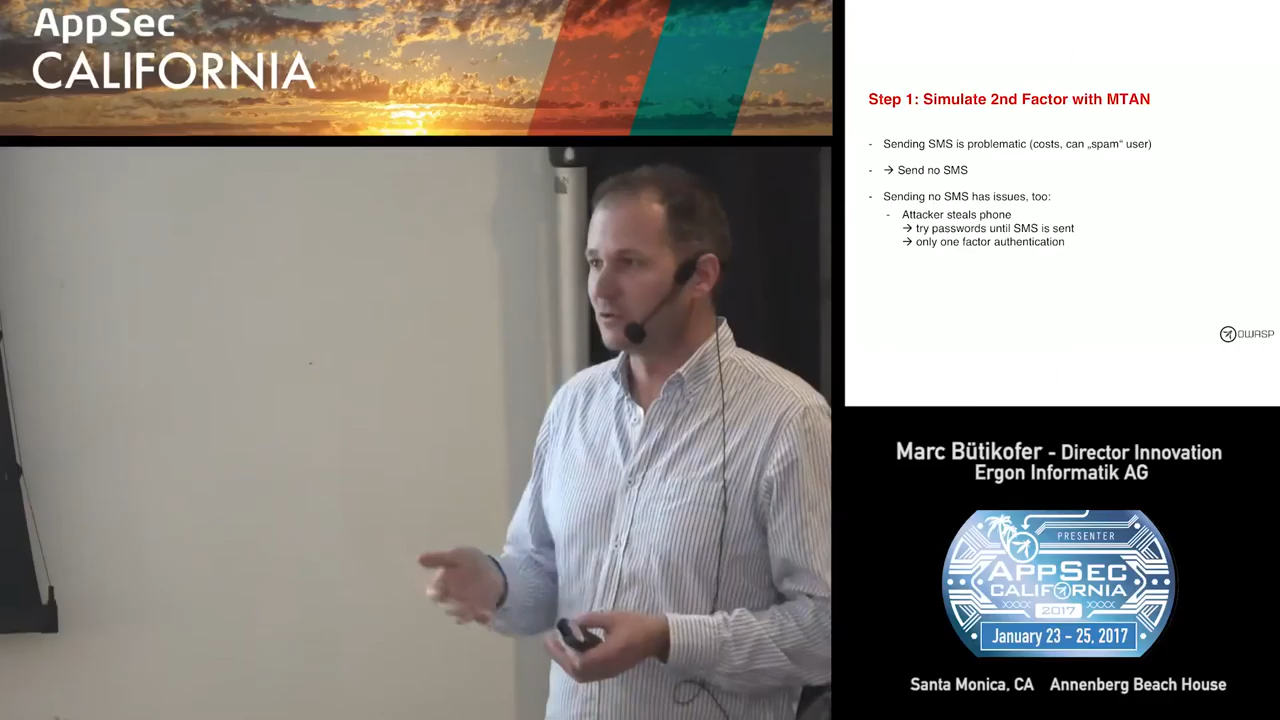 AppSec
CALIFORNIA
Step 1: Simulate 2nd Factor with MTAN
- Sending SMS is problematic (costs, can „spam“ user)
- → Send no SMS
- Sending no SMS has issues, too:
- Attacker steals phone
→ try passwords until SMS is sent
→ only one factor authentication
OWASP
Marc Bütikofer - Director Innovation
Ergon Informatik AG
PRESENTER
APPSEC
CALIFORNIA
2017
January 23 - 25, 2017
Santa Monica, CA Annenberg Beach House